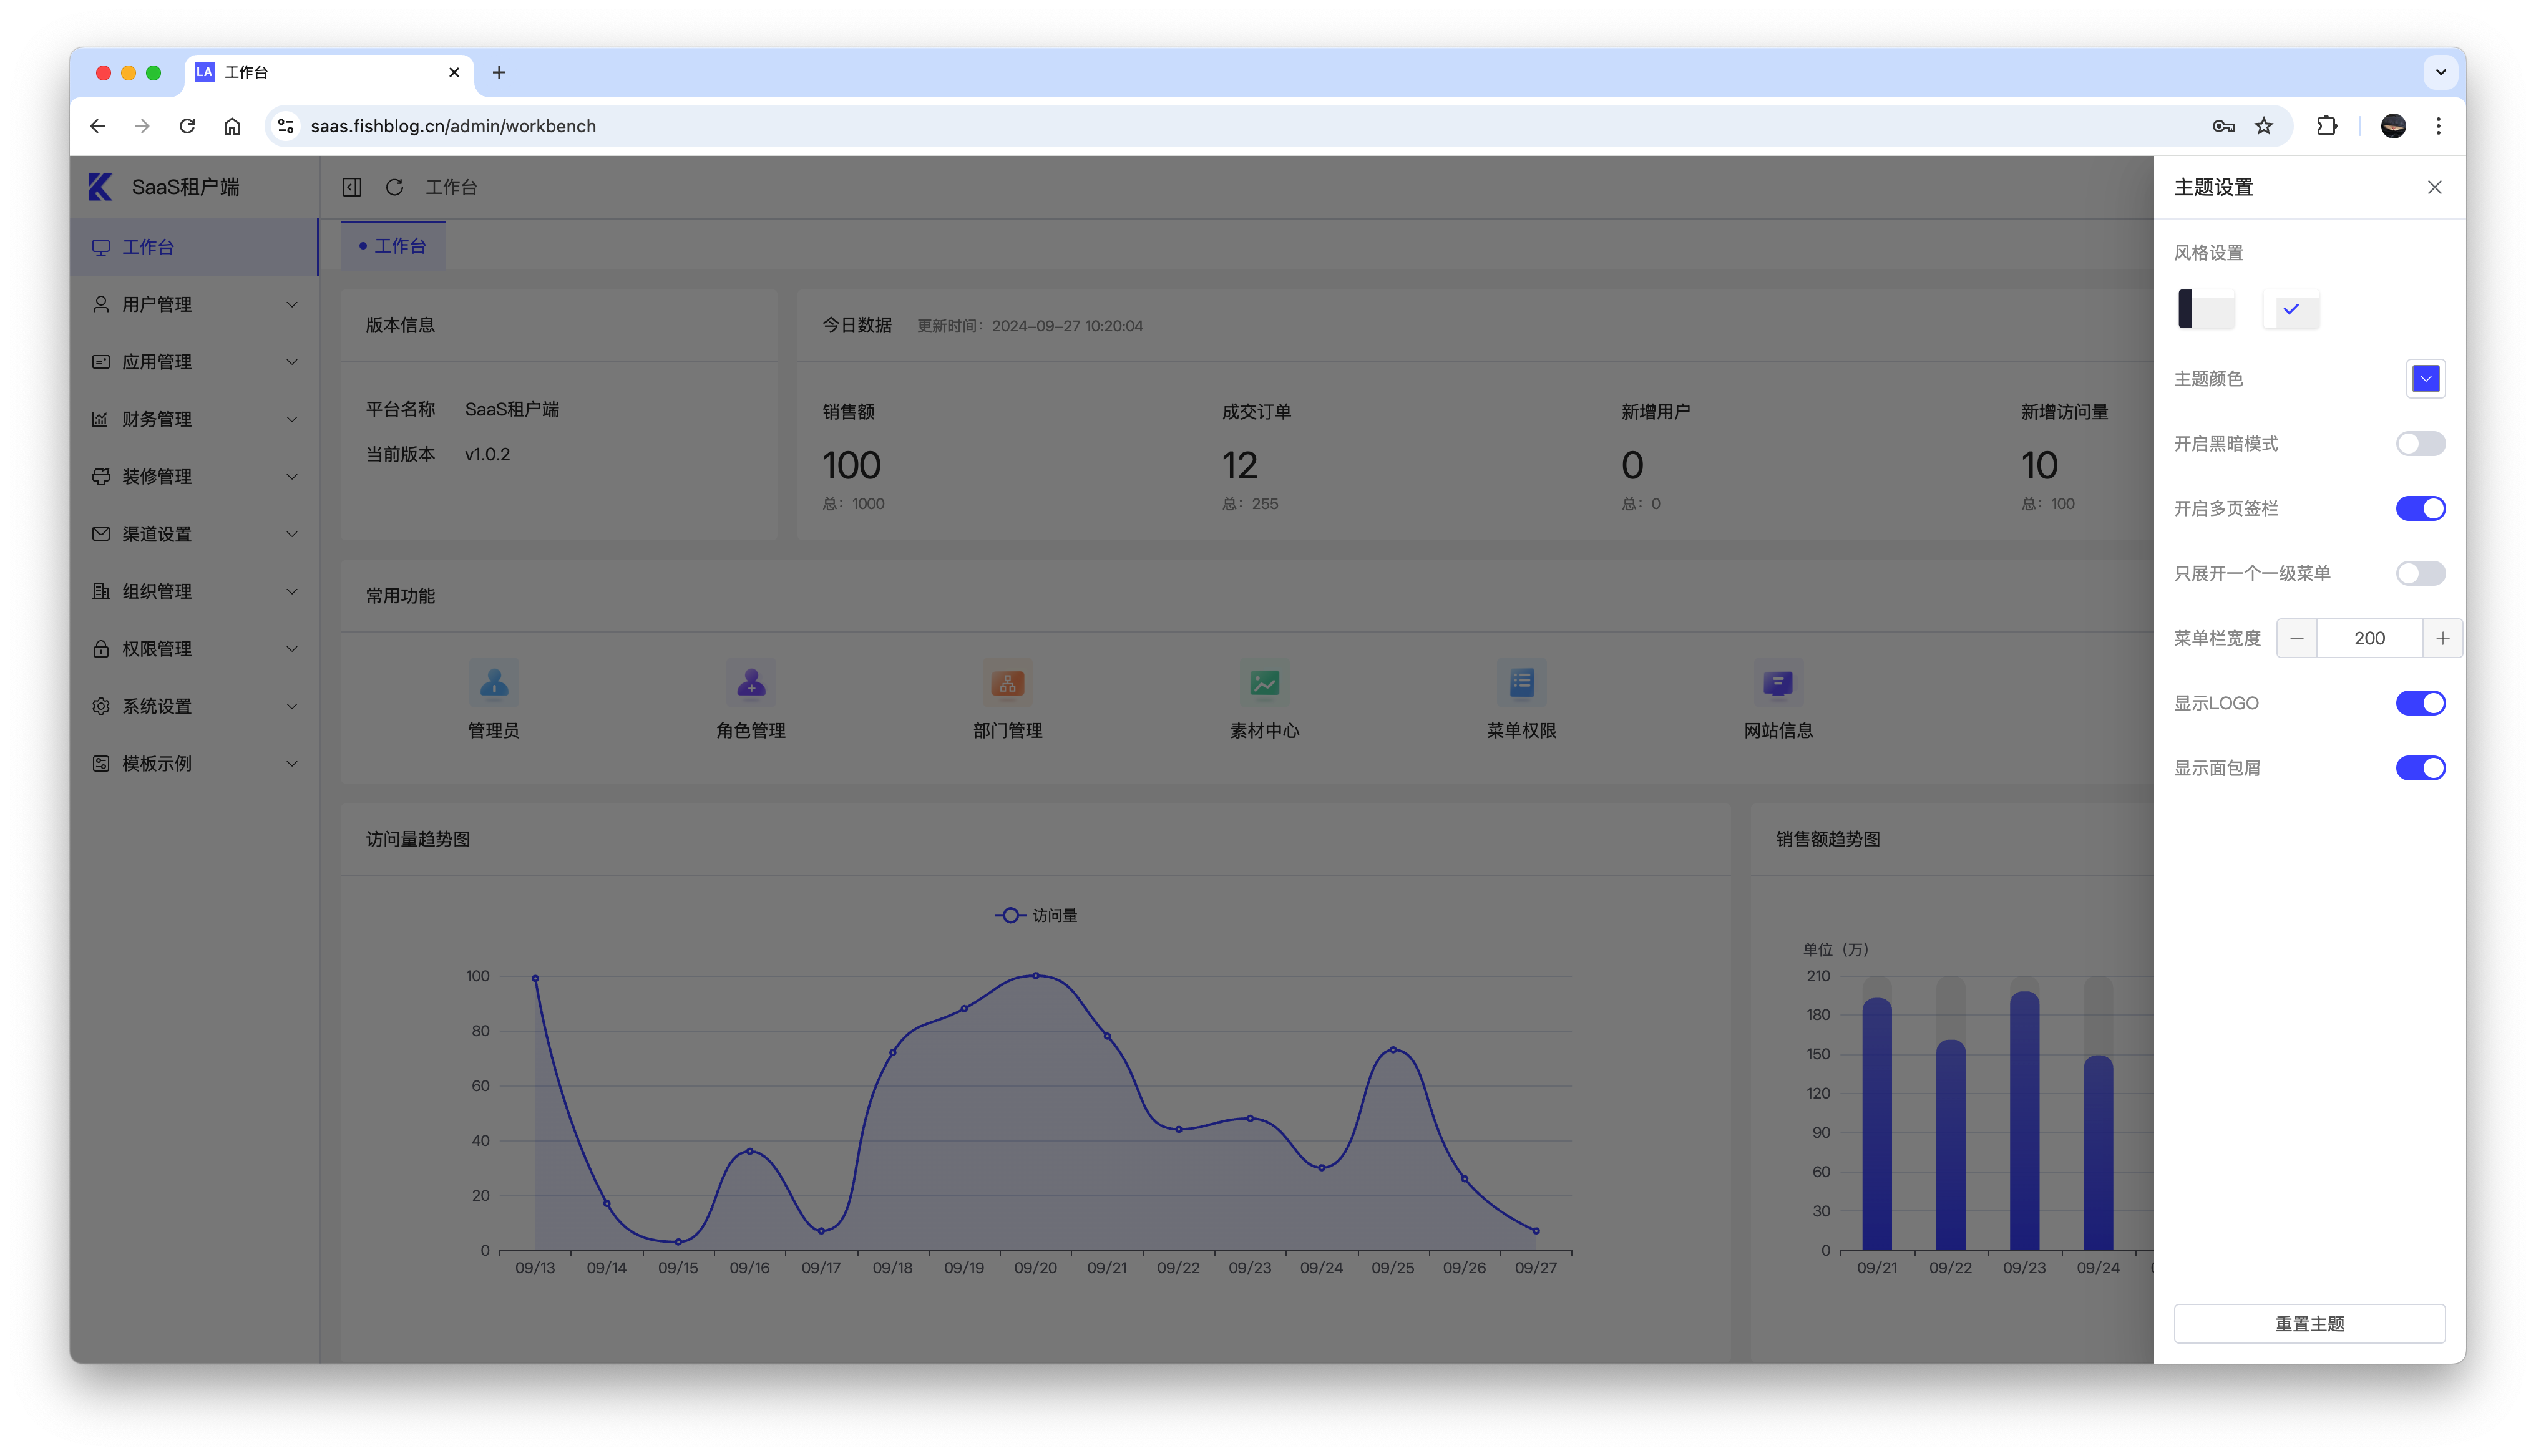 LA 工作台
saas.fishblog.cn/admin/workbench
SaaS租户端
工作台
用户管理
应用管理
财务管理
装修管理
渠道设置
组织管理
权限管理
系统设置
模板示例
工作台
工作台
版本信息
平台名称 SaaS租户端
当前版本 v1.0.2
今日数据 更新时间：2024-09-27 10:20:04
销售额 成交订单 新增用户 新增访问量
100 12 0 10
总：1000 总：255 总：0 总：100
常用功能
管理员 角色管理 部门管理 素材中心 菜单权限 网站信息
访问量趋势图
访问量
100
80
60
40
20
0
09/13 09/14 09/15 09/16 09/17 09/18 09/19 09/20 09/21 09/22 09/23 09/24 09/25 09/26 09/27
销售额趋势图
单位（万）
210
180
150
120
90
60
30
0
09/21 09/22 09/23 09/24
主题设置
风格设置
主题颜色
开启黑暗模式
开启多页签栏
只展开一个一级菜单
菜单栏宽度 200
显示LOGO
显示面包屑
重置主题